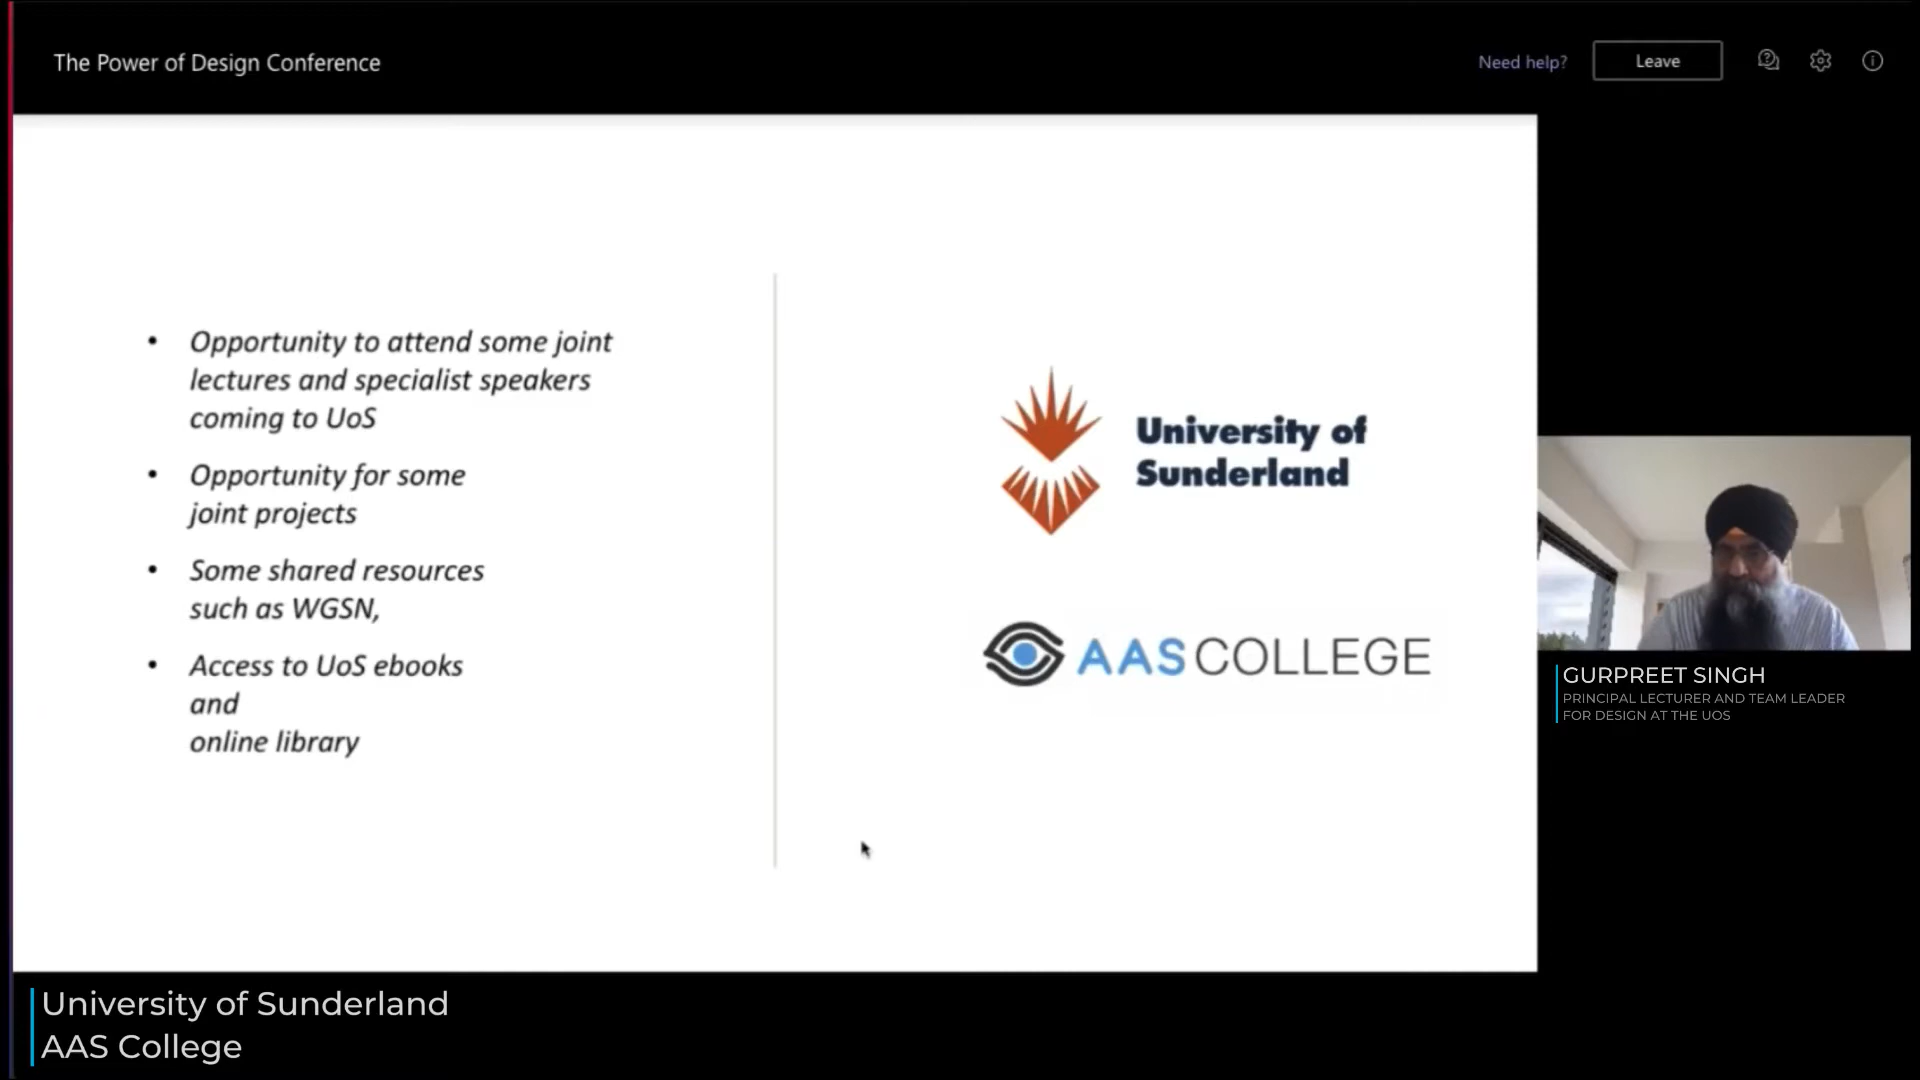 The Power of Design Conference
Need help?
Leave
• Opportunity to attend some joint
lectures and specialist speakers
coming to UoS
• Opportunity for some
joint projects
• Some shared resources
such as WGSN,
• Access to UoS ebooks
and
online library
University of
Sunderland
AAS COLLEGE
GURPREET SINGH
PRINCIPAL LECTURER AND TEAM LEADER
FOR DESIGN AT THE UOS
University of Sunderland
AAS College